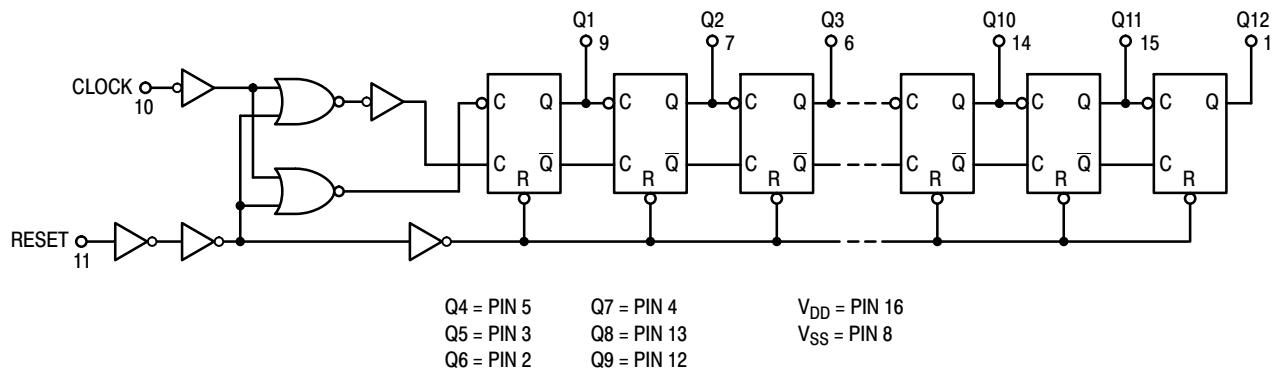 Q1 Q2 Q3 Q10 Q11 Q12
9 7 6 14 15 1
CLOCK
10
C Q C Q C Q C Q C Q C Q
C Q̅ C Q̅ C Q̅ C Q̅ C Q̅ C
R R R R R R
RESET
11
Q4 = PIN 5 Q7 = PIN 4 VDD = PIN 16
Q5 = PIN 3 Q8 = PIN 13 VSS = PIN 8
Q6 = PIN 2 Q9 = PIN 12